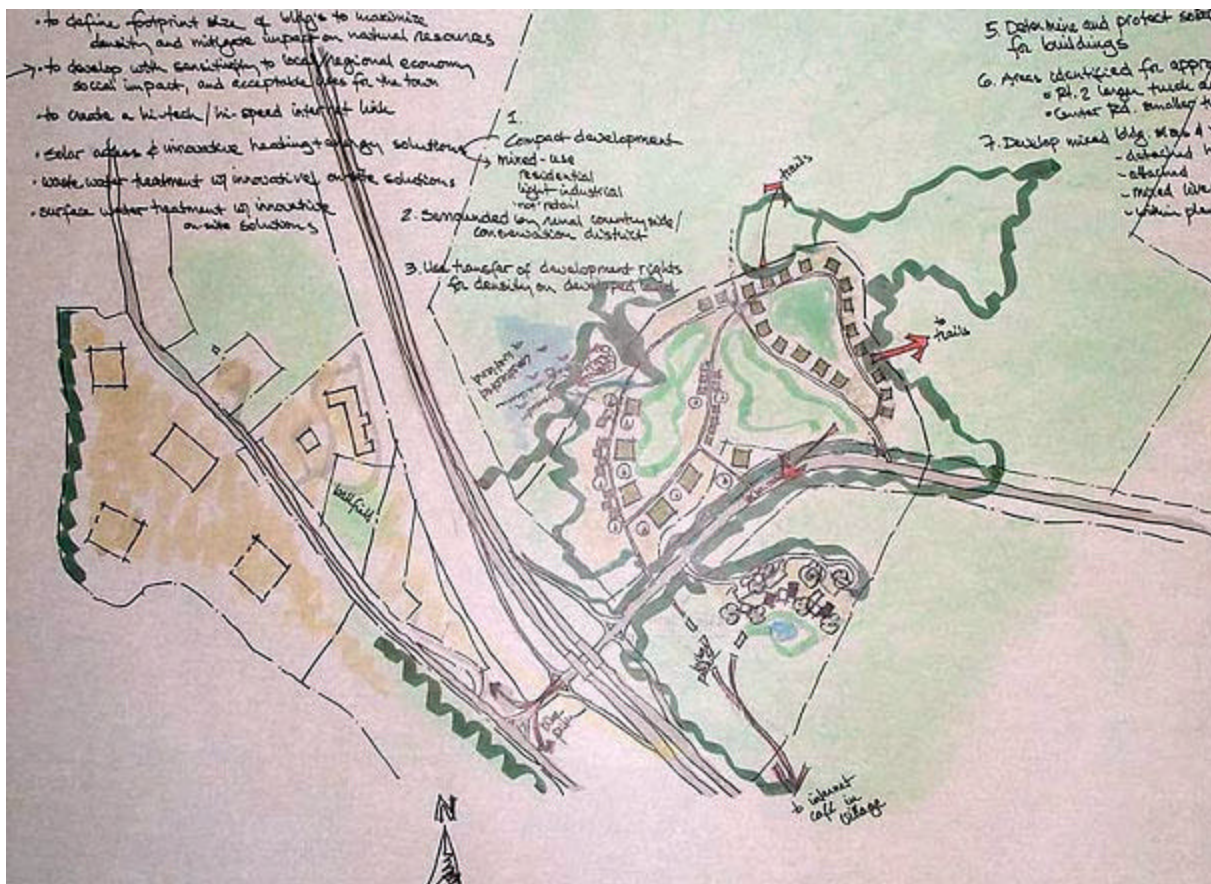 • to define footprint size of bldg's to maximize
density and mitigate impact on natural resources
→• to develop with sensitivity to local/regional economy
social impact, and acceptable uses for the town
• to create a hi-tech/hi-speed internet link
• solar access & innovative heating + energy solutions
• waste water treatment w/ innovative on-site solutions
• surface water treatment w/ innovative
on-site solutions
1.
Compact development
→ mixed-use
residential
light industrial
"not retail"
2. Surrounded by rural countryside/
conservation district
3. Use transfer of development rights
for density on developed land
5. Determine and protect
for buildings
6. Areas identified for
• Rt. 2 larger
• Center Rd. smaller
7. Develop mixed bldg.
- detached
- attached
- mixed
- within
trails
to
trails
wetland
ballfield
to internet
café in
village
N